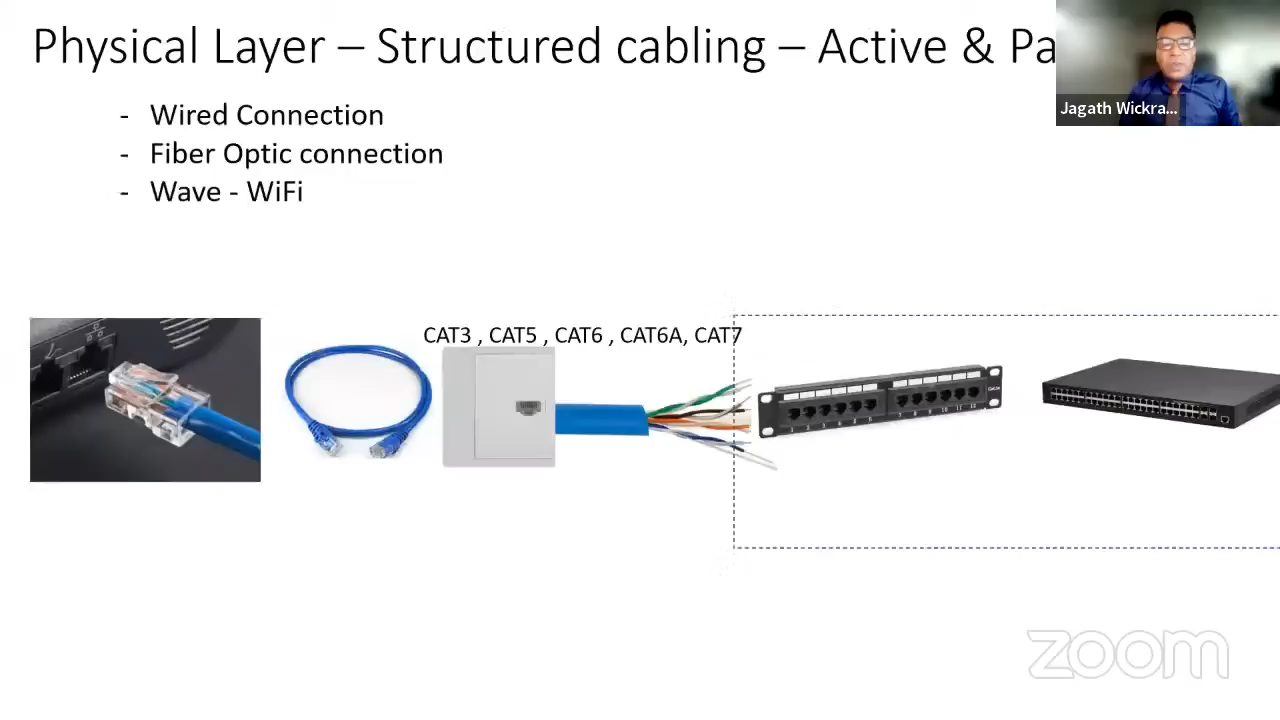 Physical Layer – Structured cabling – Active & Pa
Jagath Wickra...
- Wired Connection
- Fiber Optic connection
- Wave - WiFi
CAT3 , CAT5 , CAT6 , CAT6A, CAT7
zoom